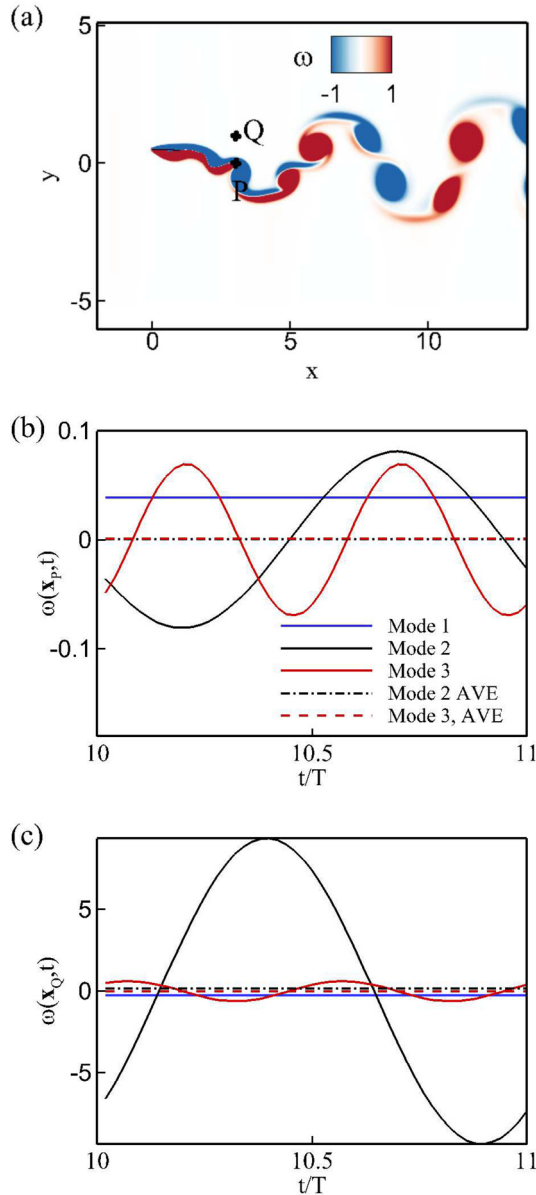 (a)
5
ω
-1 1
Q
y
0
P
-5
0 5 10
x
(b)
0.1
ω(xP,t)
0
-0.1
Mode 1
Mode 2
Mode 3
Mode 2 AVE
Mode 3, AVE
10 10.5 11
t/T
(c)
5
ω(xQ,t)
0
-5
10 10.5 11
t/T